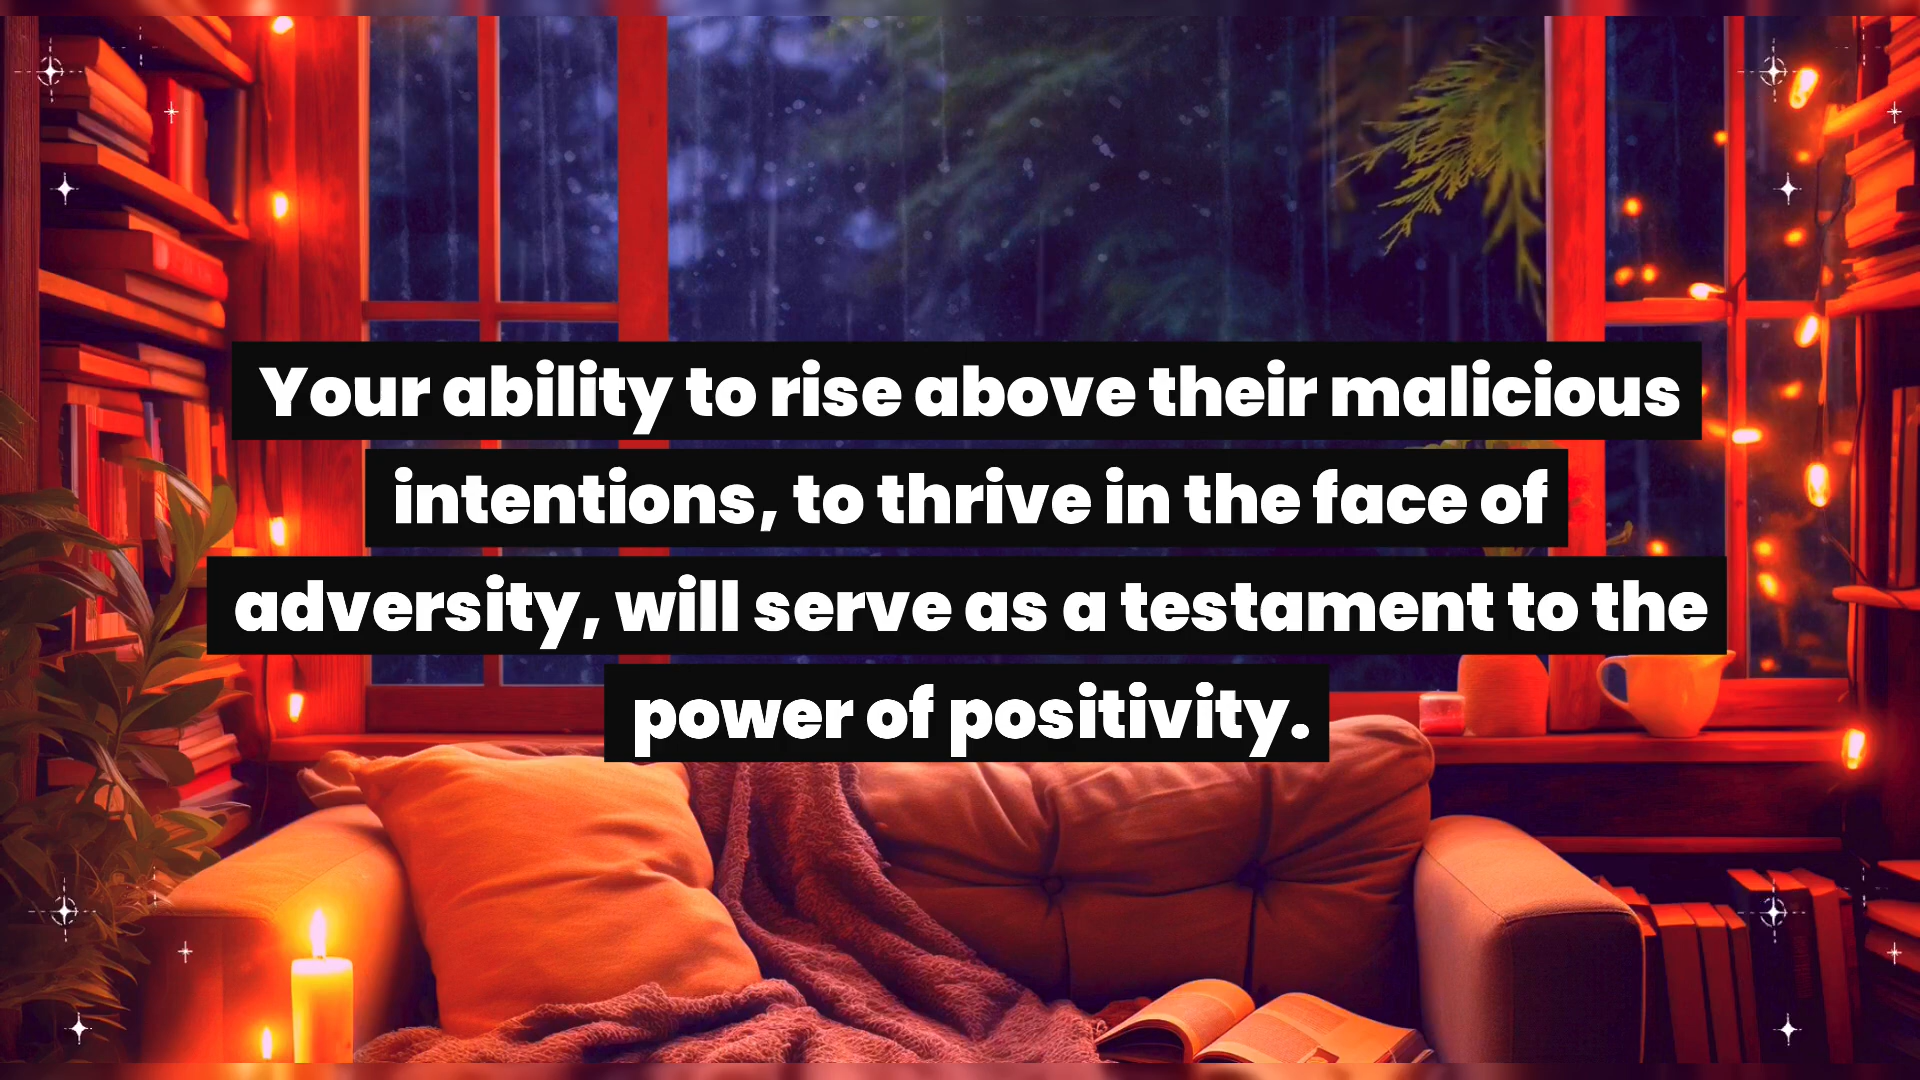 Your ability to rise above their malicious
intentions, to thrive in the face of
adversity, will serve as a testament to the
power of positivity.